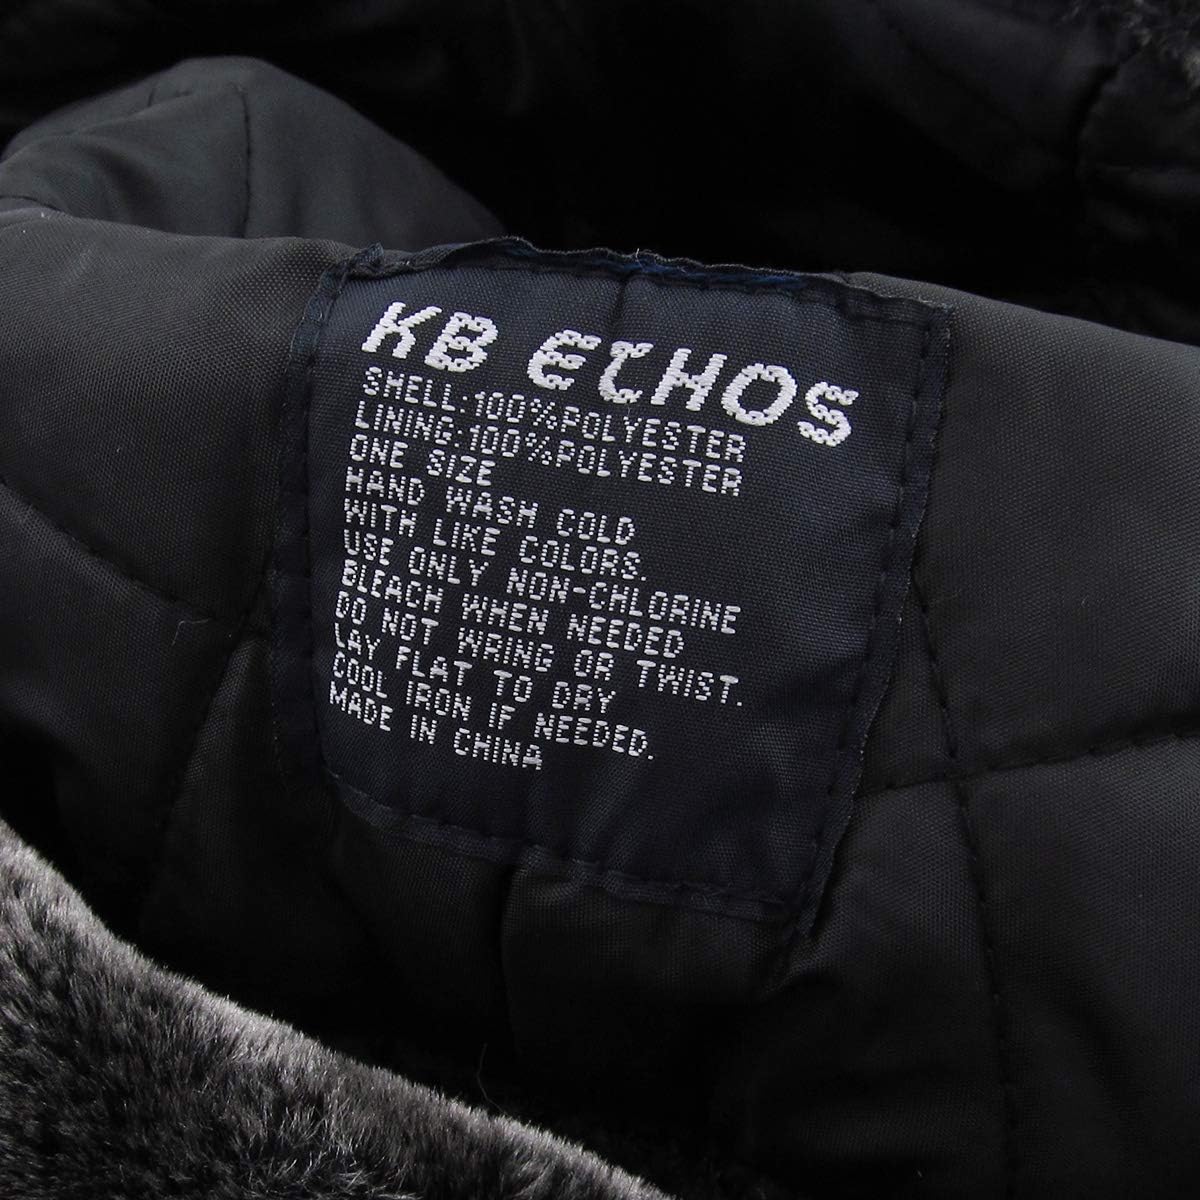 KB ETHOS
SHELL:100%POLYESTER
LINING:100%POLYESTER
ONE SIZE
HAND WASH COLD
WITH LIKE COLORS.
USE ONLY NON-CHLORINE
BLEACH WHEN NEEDED
DO NOT WRING OR TWIST.
LAY FLAT TO DRY
COOL IRON IF NEEDED.
MADE IN CHINA